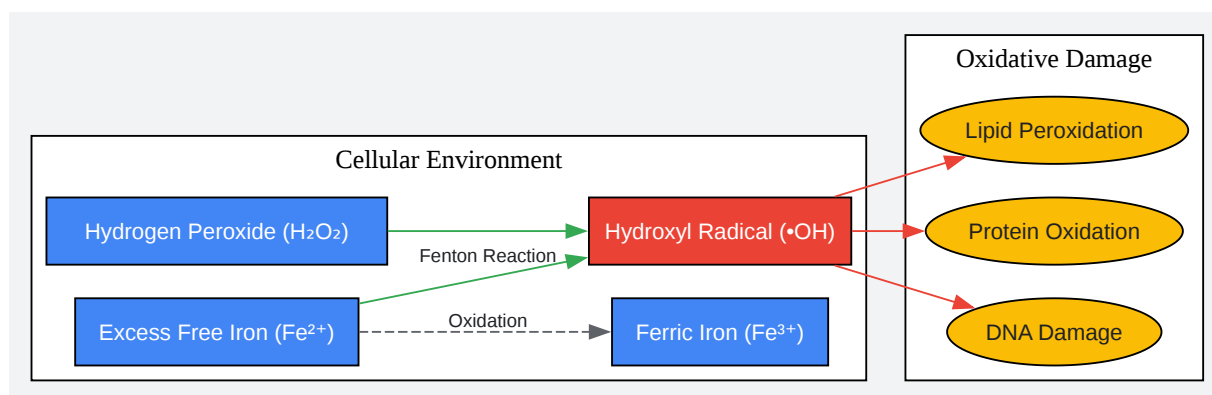 Oxidative Damage
Lipid Peroxidation
Cellular Environment
Hydrogen Peroxide (H₂O₂)
Hydroxyl Radical (•OH)
Protein Oxidation
Fenton Reaction
Excess Free Iron (Fe²⁺)
Oxidation
Ferric Iron (Fe³⁺)
DNA Damage